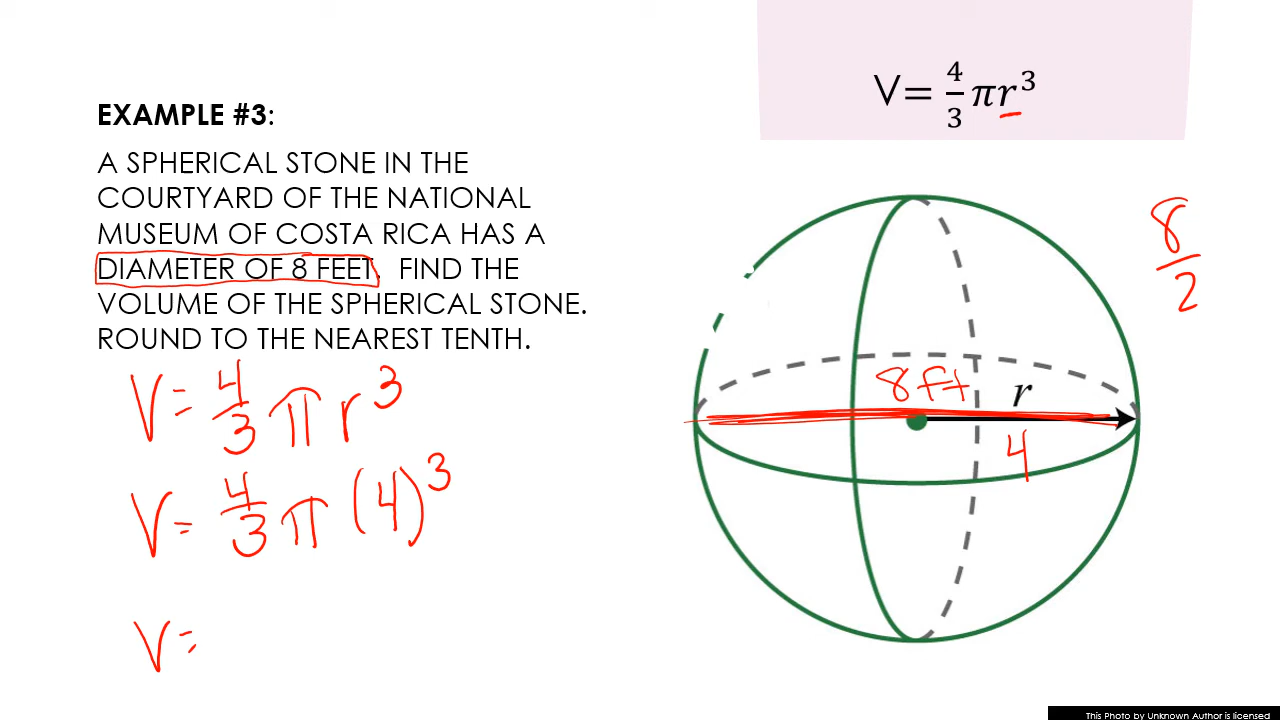 V= 4/3 πr³
EXAMPLE #3:
A SPHERICAL STONE IN THE
COURTYARD OF THE NATIONAL
MUSEUM OF COSTA RICA HAS A
DIAMETER OF 8 FEET. FIND THE
VOLUME OF THE SPHERICAL STONE.
ROUND TO THE NEAREST TENTH.
V= 4/3 π r³
V= 4/3 π (4)³
V=
8/2
8 ft
r
4
This Photo by Unknown Author is licensed